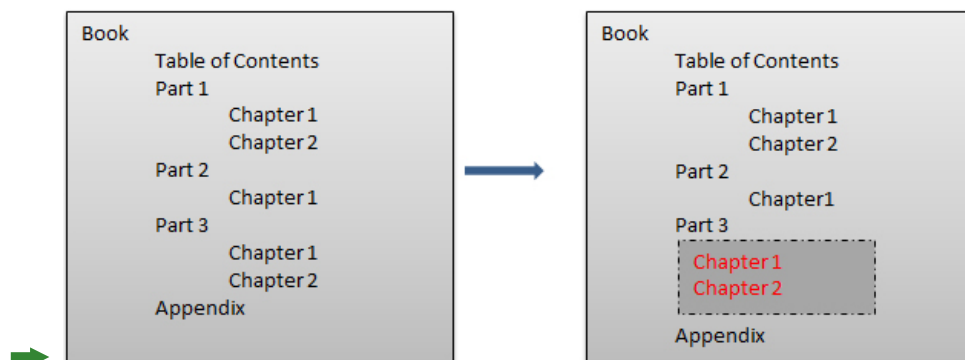 Book
Table of Contents
Part 1
Chapter 1
Chapter 2
Part 2
Chapter 1
Part 3
Chapter 1
Chapter 2
Appendix
Book
Table of Contents
Part 1
Chapter 1
Chapter 2
Part 2
Chapter1
Part 3
Chapter 1
Chapter 2
Appendix